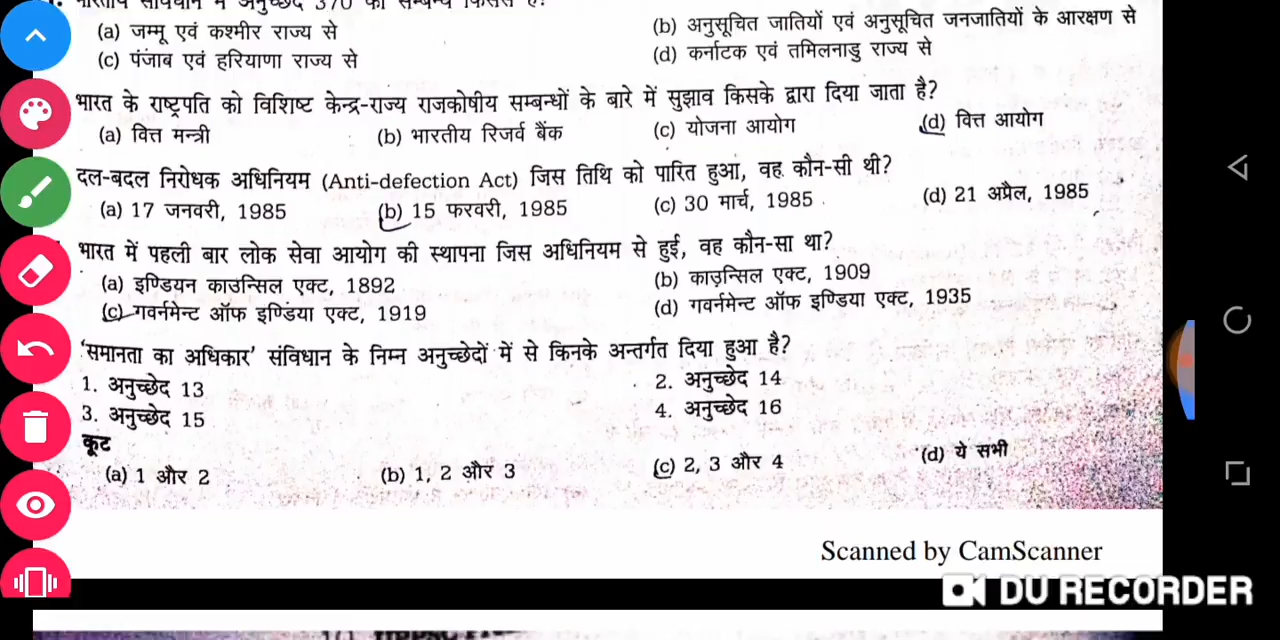 (a) जम्मू एवं कश्मीर राज्य से (b) अनुसूचित जातियों एवं अनुसूचित जनजातियों के आरक्षण से
(c) पंजाब एवं हरियाणा राज्य से (d) कर्नाटक एवं तमिलनाडु राज्य से
भारत के राष्ट्रपति को विशिष्ट केन्द्र-राज्य राजकोषीय सम्बन्धों के बारे में सुझाव किसके द्वारा दिया जाता है?
(a) वित्त मन्त्री (b) भारतीय रिजर्व बैंक (c) योजना आयोग (d) वित्त आयोग
दल-बदल निरोधक अधिनियम (Anti-defection Act) जिस तिथि को पारित हुआ, वह कौन-सी थी?
(a) 17 जनवरी, 1985 (b) 15 फरवरी, 1985 (c) 30 मार्च, 1985 (d) 21 अप्रैल, 1985
भारत में पहली बार लोक सेवा आयोग की स्थापना जिस अधिनियम से हुई, वह कौन-सा था?
(a) इण्डियन काउन्सिल एक्ट, 1892 (b) काउन्सिल एक्ट, 1909
(c) गवर्नमेन्ट ऑफ इण्डिया एक्ट, 1919 (d) गवर्नमेन्ट ऑफ इण्डिया एक्ट, 1935
'समानता का अधिकार' संविधान के निम्न अनुच्छेदों में से किनके अन्तर्गत दिया हुआ है?
1. अनुच्छेद 13 2. अनुच्छेद 14
3. अनुच्छेद 15 4. अनुच्छेद 16
कूट
(a) 1 और 2 (b) 1, 2 और 3 (c) 2, 3 और 4 (d) ये सभी
Scanned by CamScanner
DU RECORDER